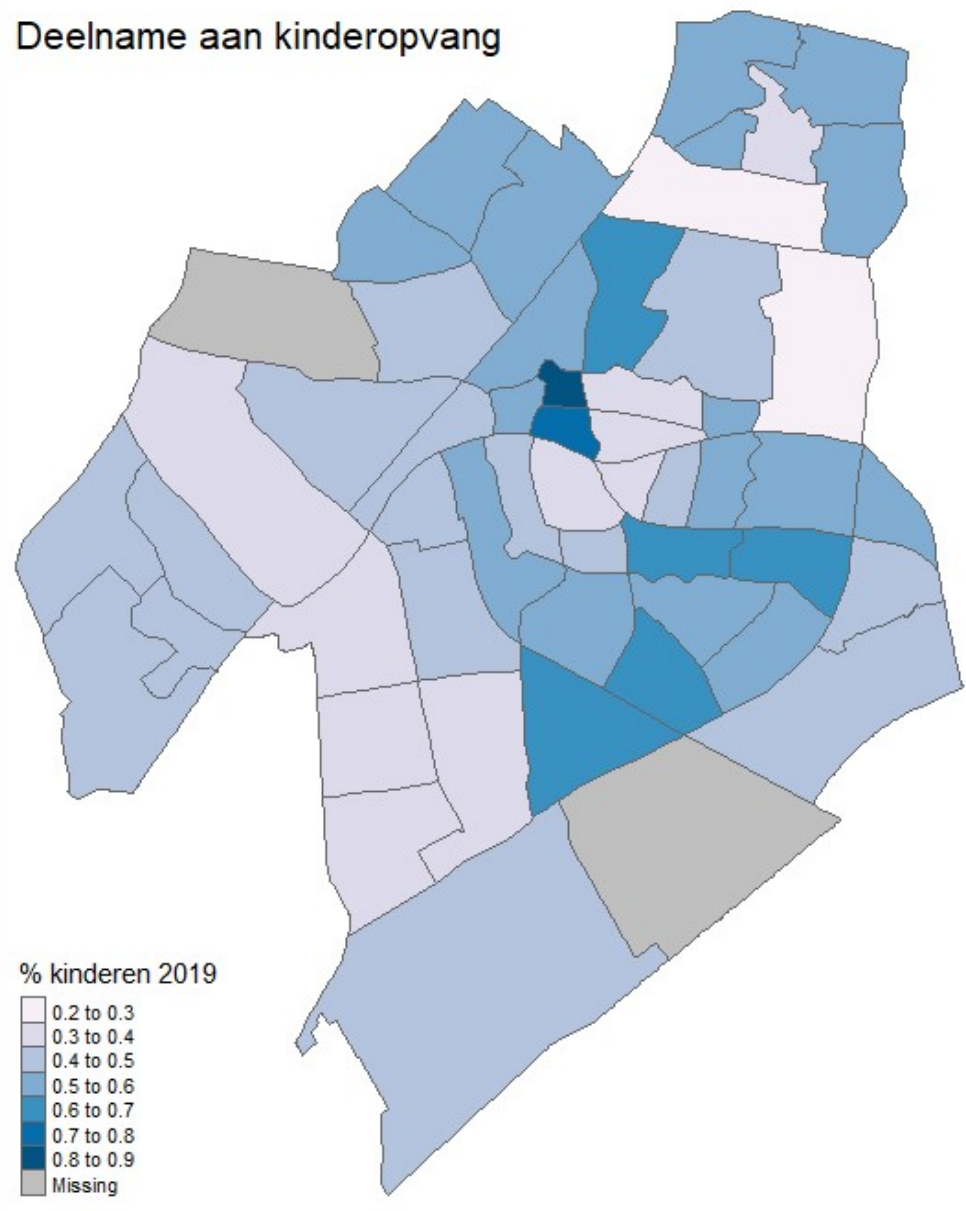 Deelname aan kinderopvang
% kinderen 2019
0.2 to 0.3
0.3 to 0.4
0.4 to 0.5
0.5 to 0.6
0.6 to 0.7
0.7 to 0.8
0.8 to 0.9
Missing